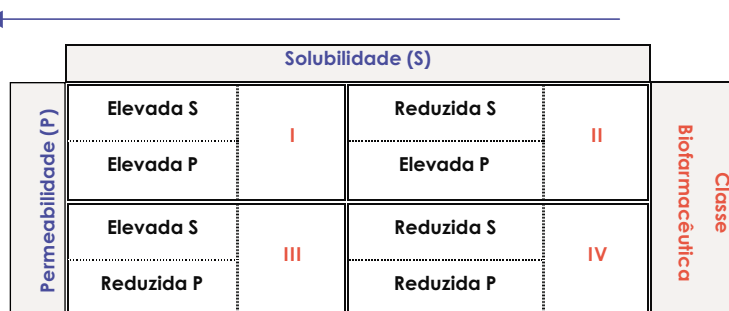 Solubilidade (S)
Permeabilidade (P)
Elevada S
Elevada P
I
Reduzida S
Elevada P
II
Elevada S
Reduzida P
III
Reduzida S
Reduzida P
IV
Classe
Biofarmacêutica